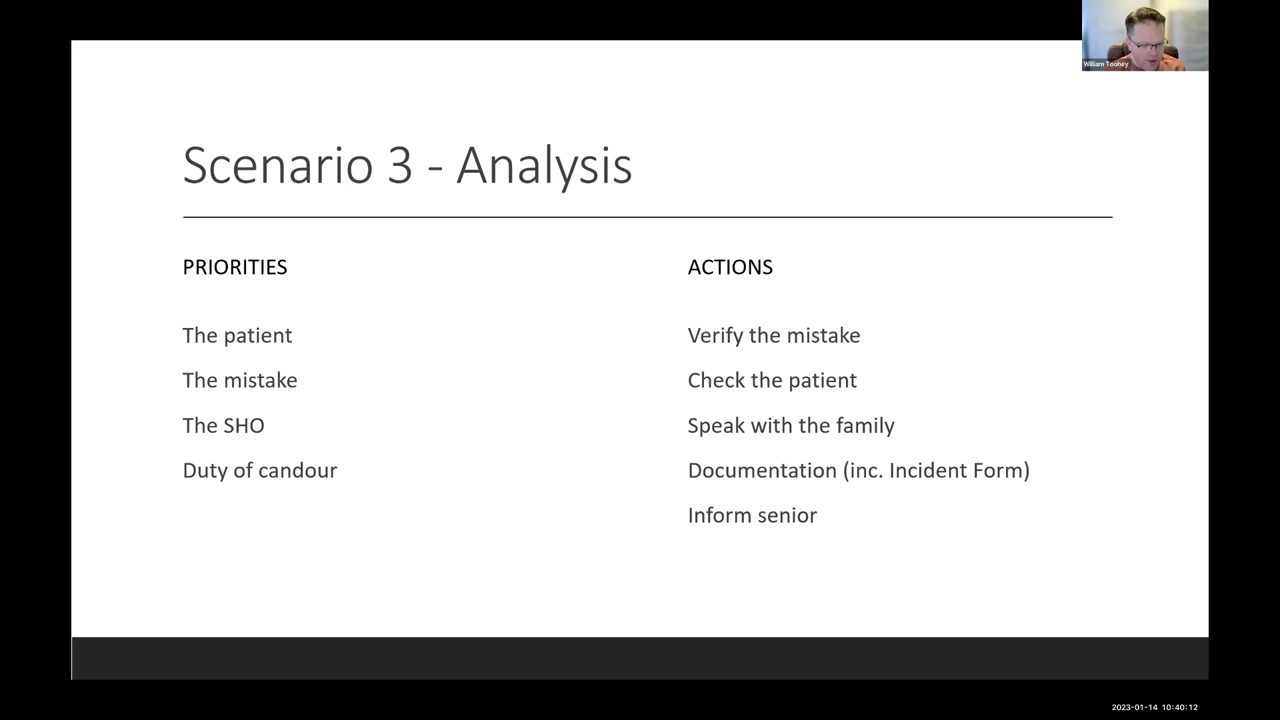 William Toohey
Scenario 3 - Analysis
PRIORITIES
The patient
The mistake
The SHO
Duty of candour
ACTIONS
Verify the mistake
Check the patient
Speak with the family
Documentation (inc. Incident Form)
Inform senior
2023-01-14 10:40:12